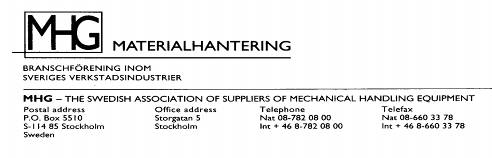 MHG MATERIALHANTERING
BRANSCHFÖRENING INOM
SVERIGES VERKSTADSINDUSTRIER
MHG – THE SWEDISH ASSOCIATION OF SUPPLIERS OF MECHANICAL HANDLING EQUIPMENT
Postal address Office address Telephone Telefax
P.O. Box 5510 Storgatan 5 Nat 08-782 08 00 Nat 08-660 33 78
S-114 85 Stockholm Stockholm Int + 46 8-782 08 00 Int + 46 8-660 33 78
Sweden